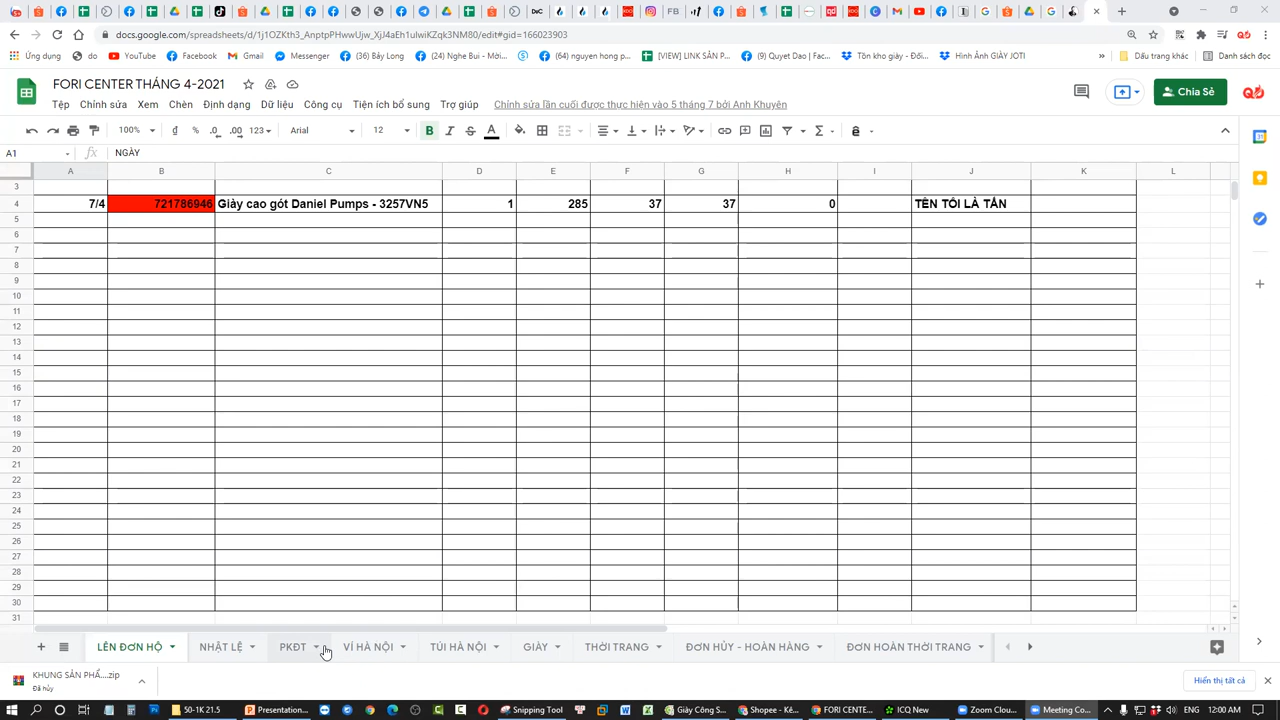 docs.google.com/spreadsheets/d/1j1OZKth3_AnptpPHwwUjw_XjJ4aEh1ulwiKZqk3NM80/edit#gid=166023903
Ứng dụng YouTube Facebook Gmail Messenger (36) Bảy Long (24) Nghe Bui - Mới... (64) nguyen hong p... [VIEW] LINK SẢN P... (9) Quyet Dao | Fac... Tồn kho giày - Đối... Hình Ảnh GIÀY JOTI » Dấu trang khác Danh sách đọc
FORI CENTER THÁNG 4-2021
Tệp Chỉnh sửa Xem Chèn Định dạng Dữ liệu Công cụ Tiện ích bổ sung Trợ giúp Chỉnh sửa lần cuối được thực hiện vào 5 tháng 7 bởi Anh Khuyên
Chia Sẻ
100% ₫ % .0 .00 123 Arial 12 B I S A
A1 fx NGÀY
A B C D E F G H I J K L
3
4 7/4 721786946 Giày cao gót Daniel Pumps - 3257VN5 1 285 37 37 0 TÊN TÔI LÀ TẤN
5
6
7
8
9
10
11
12
13
14
15
16
17
18
19
20
21
22
23
24
25
26
27
28
29
30
31
LÊN ĐƠN HỘ NHẬT LỆ PKĐT VÍ HÀ NỘI TÚI HÀ NỘI GIÀY THỜI TRANG ĐƠN HỦY - HOÀN HÀNG ĐƠN HOÀN THỜI TRANG
KHUNG SẢN PHẨ....zip
Đã hủy
Hiển thị tất cả
50-1K 21.5 Presentation... Snipping Tool Giày Công S... Shopee - Kê... FORI CENTE... ICQ New Zoom Clou... Meeting Co... 12:00 AM